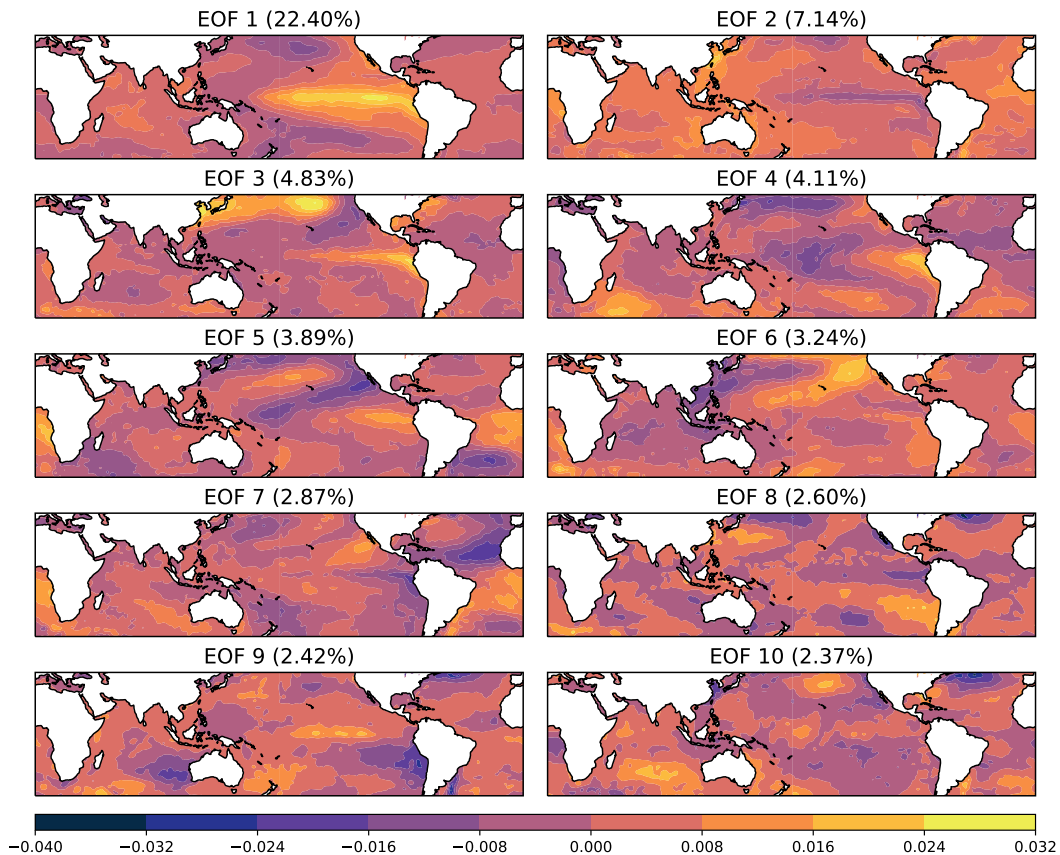 EOF 1 (22.40%)
EOF 2 (7.14%)
EOF 3 (4.83%)
EOF 4 (4.11%)
EOF 5 (3.89%)
EOF 6 (3.24%)
EOF 7 (2.87%)
EOF 8 (2.60%)
EOF 9 (2.42%)
EOF 10 (2.37%)
−0.040 −0.032 −0.024 −0.016 −0.008 0.000 0.008 0.016 0.024 0.032